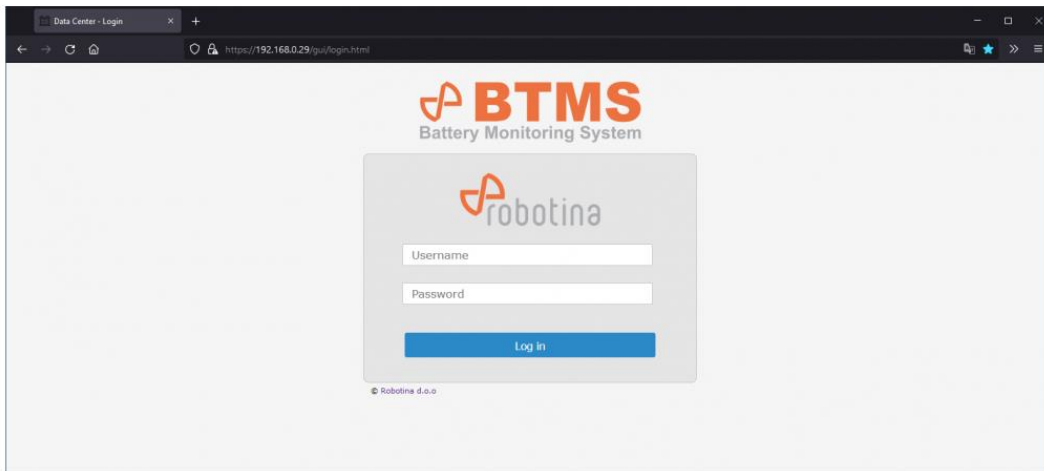 Data Center - Login
https://192.168.0.29/gui/login.html
BTMS
Battery Monitoring System
robotina
Username
Password
Log in
© Robotina d.o.o